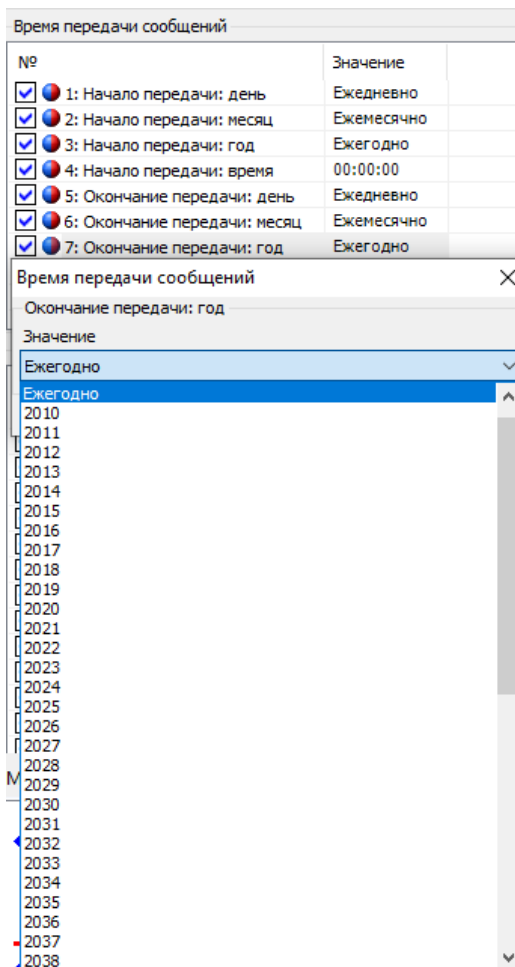 Время передачи сообщений
№ Значение
1: Начало передачи: день Ежедневно
2: Начало передачи: месяц Ежемесячно
3: Начало передачи: год Ежегодно
4: Начало передачи: время 00:00:00
5: Окончание передачи: день Ежедневно
6: Окончание передачи: месяц Ежемесячно
7: Окончание передачи: год Ежегодно
Время передачи сообщений
Окончание передачи: год
Значение
Ежегодно
Ежегодно
2010
2011
2012
2013
2014
2015
2016
2017
2018
2019
2020
2021
2022
2023
2024
2025
2026
2027
2028
М
2029
2030
2031
2032
2033
2034
2035
2036
2037
2038